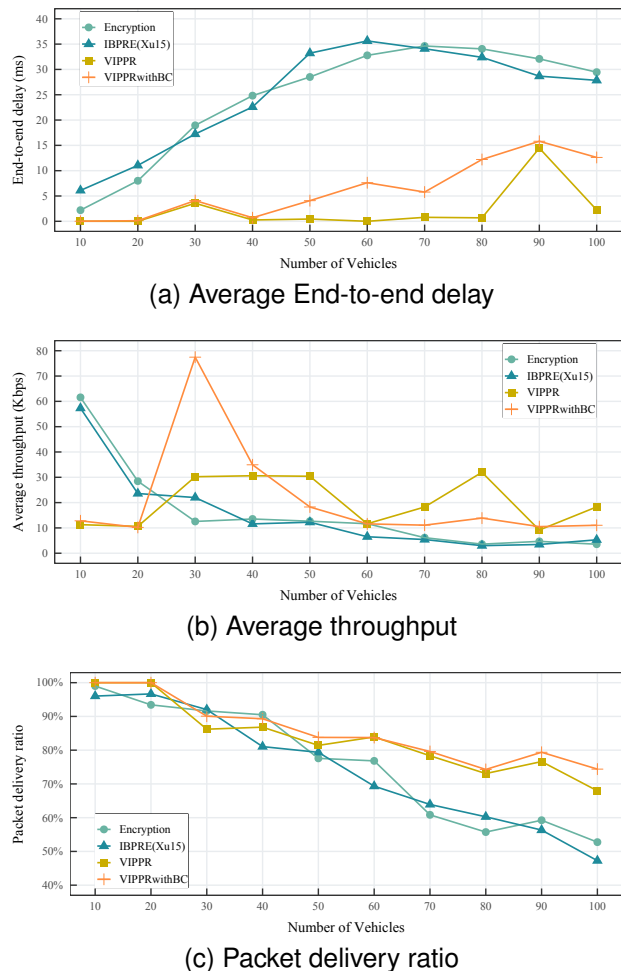 40
35
30
25
20
15
10
5
0
End-to-end delay (ms)
Encryption
IBPRE(Xu15)
VIPPR
VIPPRwithBC
10 20 30 40 50 60 70 80 90 100
Number of Vehicles
(a) Average End-to-end delay
80
70
60
50
40
30
20
10
0
Average throughput (Kbps)
Encryption
IBPRE(Xu15)
VIPPR
VIPPRwithBC
10 20 30 40 50 60 70 80 90 100
Number of Vehicles
(b) Average throughput
100%
90%
80%
70%
60%
50%
40%
Packet delivery ratio
Encryption
IBPRE(Xu15)
VIPPR
VIPPRwithBC
10 20 30 40 50 60 70 80 90 100
Number of Vehicles
(c) Packet delivery ratio